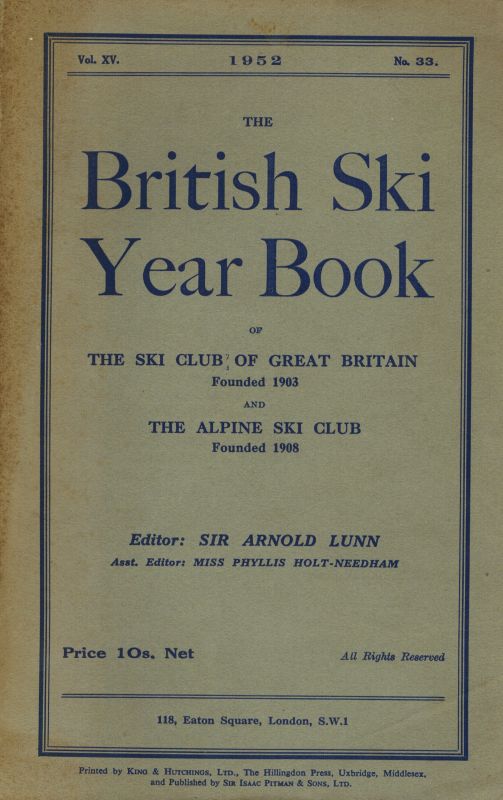 Vol. XV. 1952 No. 33.
THE
British Ski
Year Book
OF
THE SKI CLUB OF GREAT BRITAIN
Founded 1903
AND
THE ALPINE SKI CLUB
Founded 1908
Editor: SIR ARNOLD LUNN
Asst. Editor: MISS PHYLLIS HOLT-NEEDHAM
Price 10s. Net All Rights Reserved
118, Eaton Square, London, S.W.1
Printed by KING & HUTCHINGS, LTD., The Hillingdon Press, Uxbridge, Middlesex,
and Published by SIR ISAAC PITMAN & SONS, LTD.